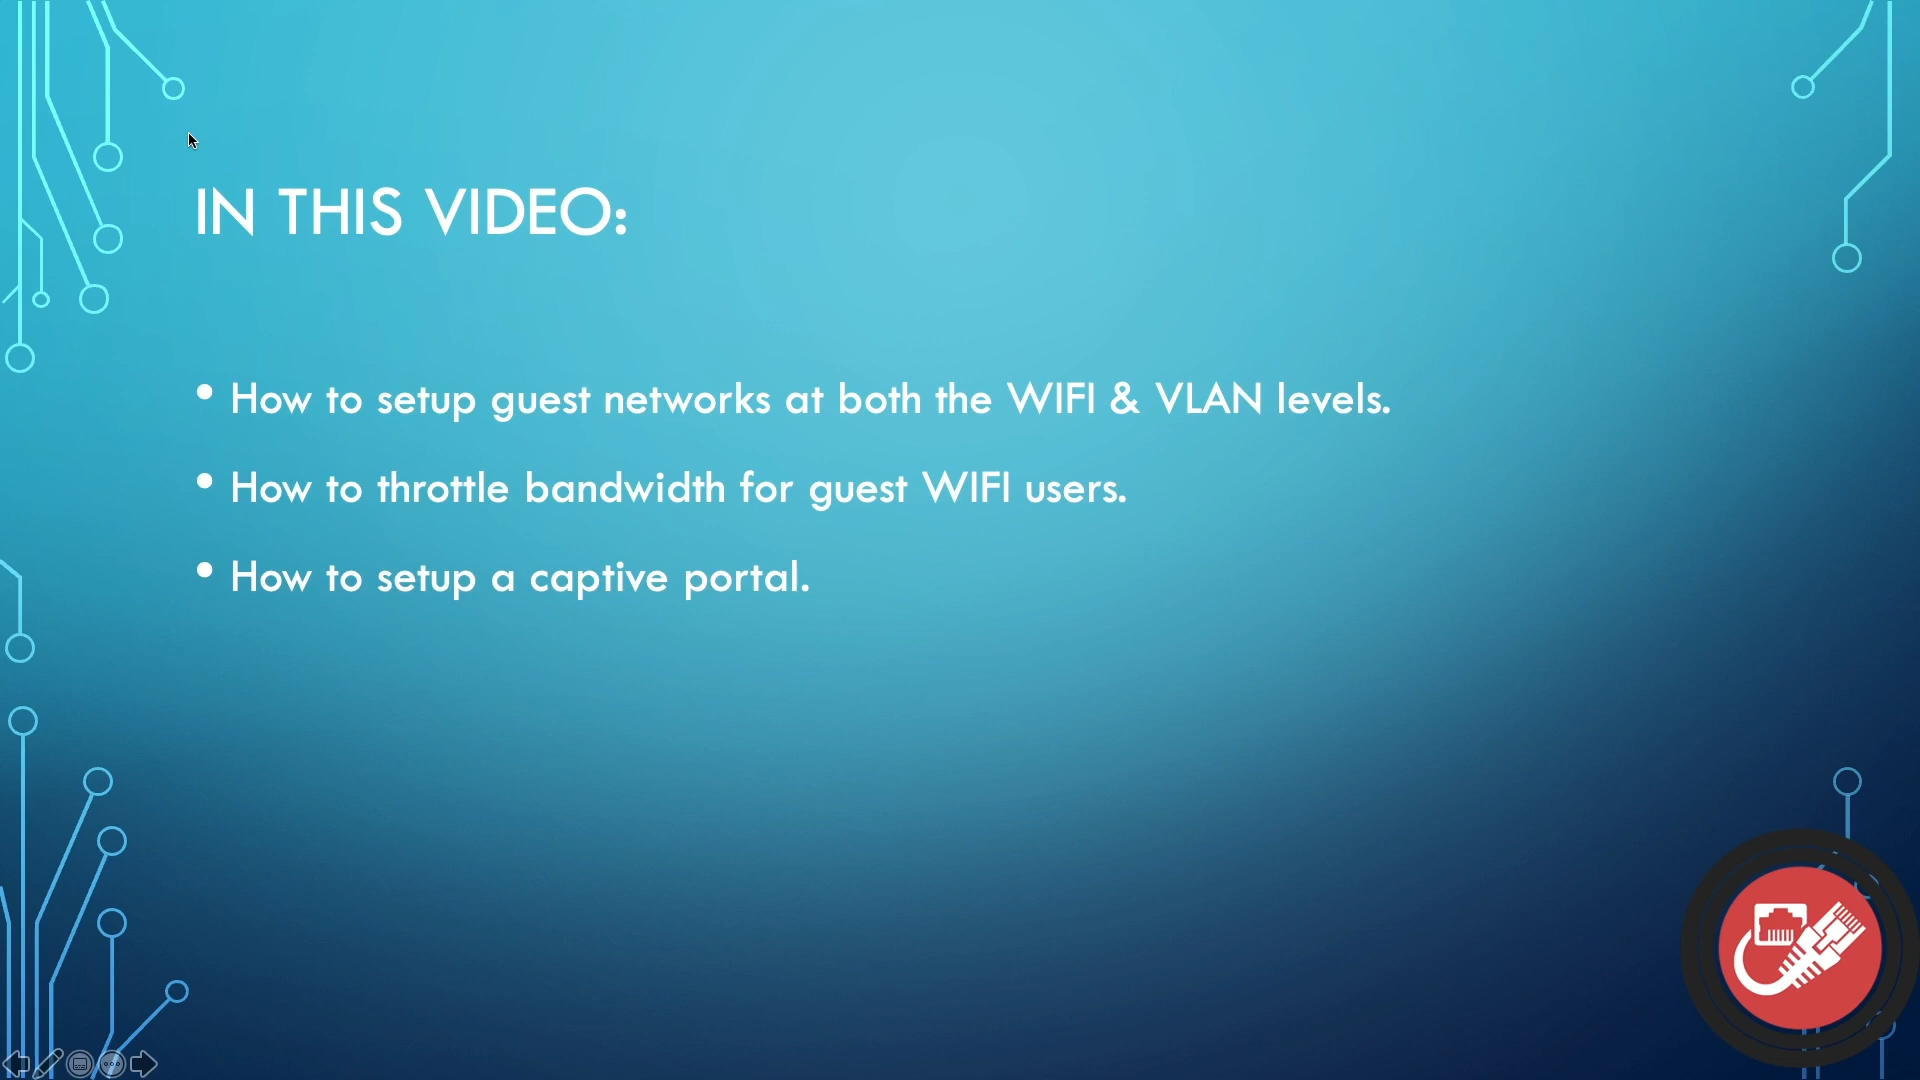 IN THIS VIDEO:
• How to setup guest networks at both the WIFI & VLAN levels.
• How to throttle bandwidth for guest WIFI users.
• How to setup a captive portal.